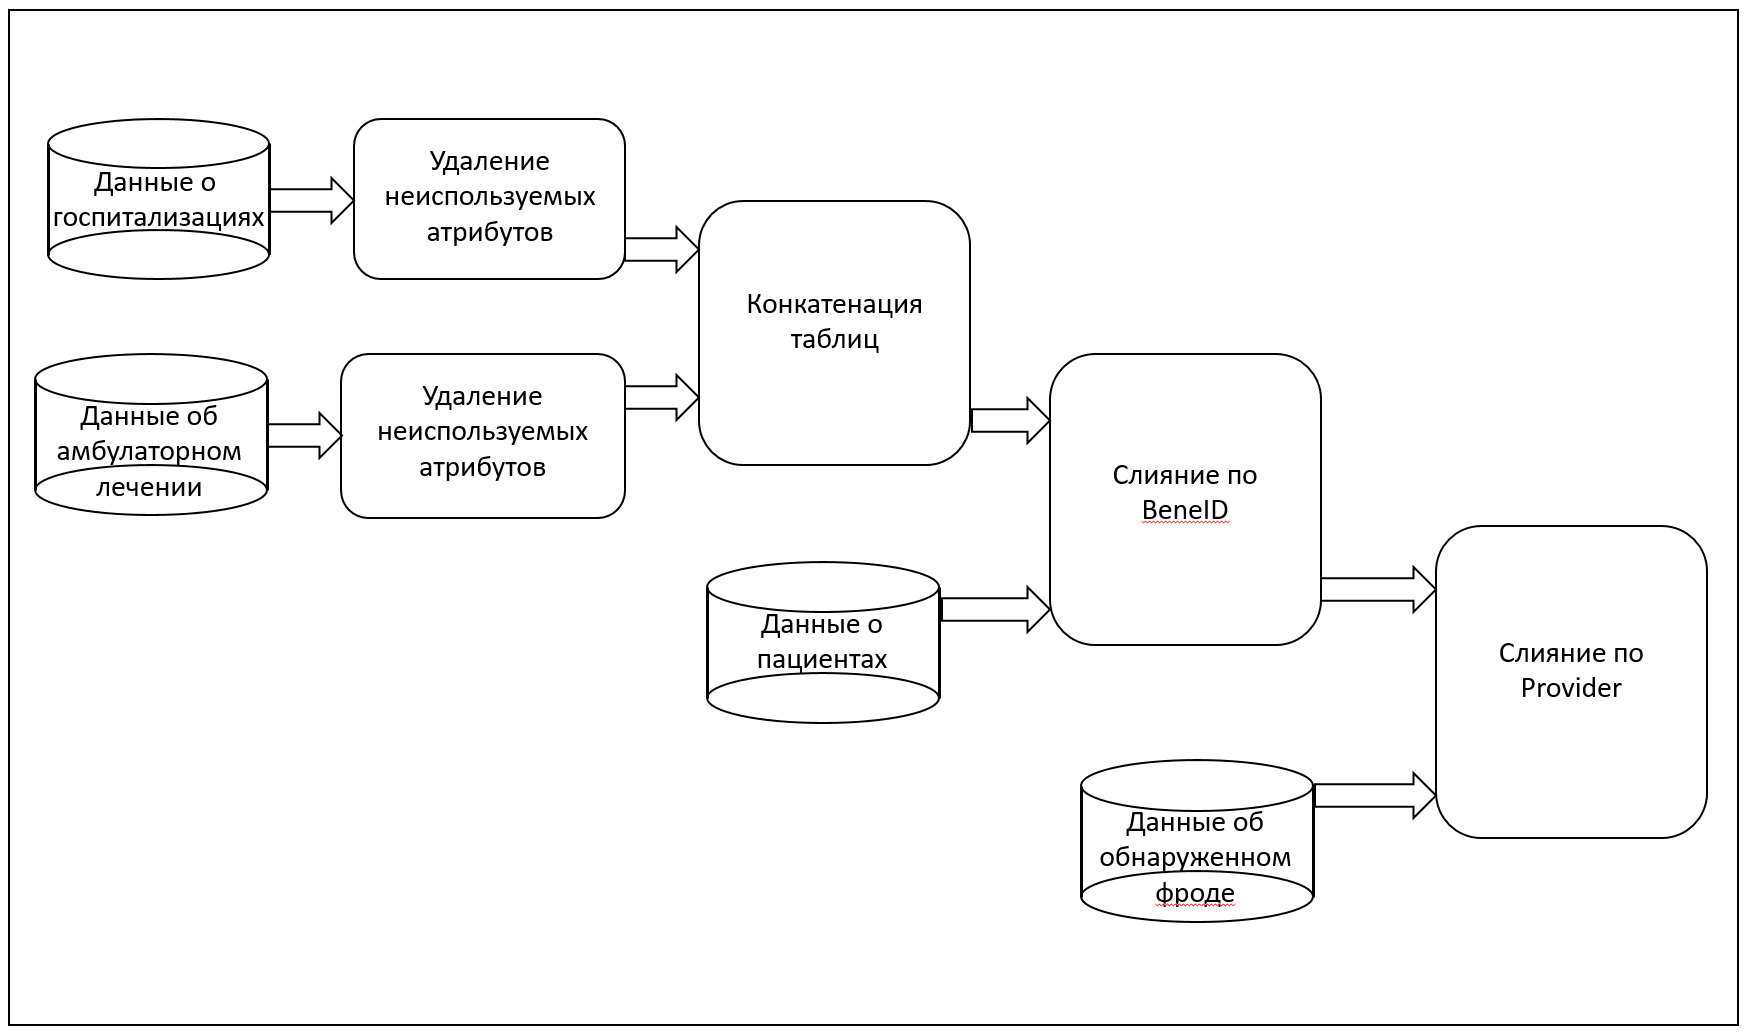 Данные о
госпитализациях
Удаление
неиспользуемых
атрибутов
Данные об
амбулаторном
лечении
Удаление
неиспользуемых
атрибутов
Конкатенация
таблиц
Данные о
пациентах
Слияние по
BeneID
Данные об
обнаруженном
фроде
Слияние по
Provider